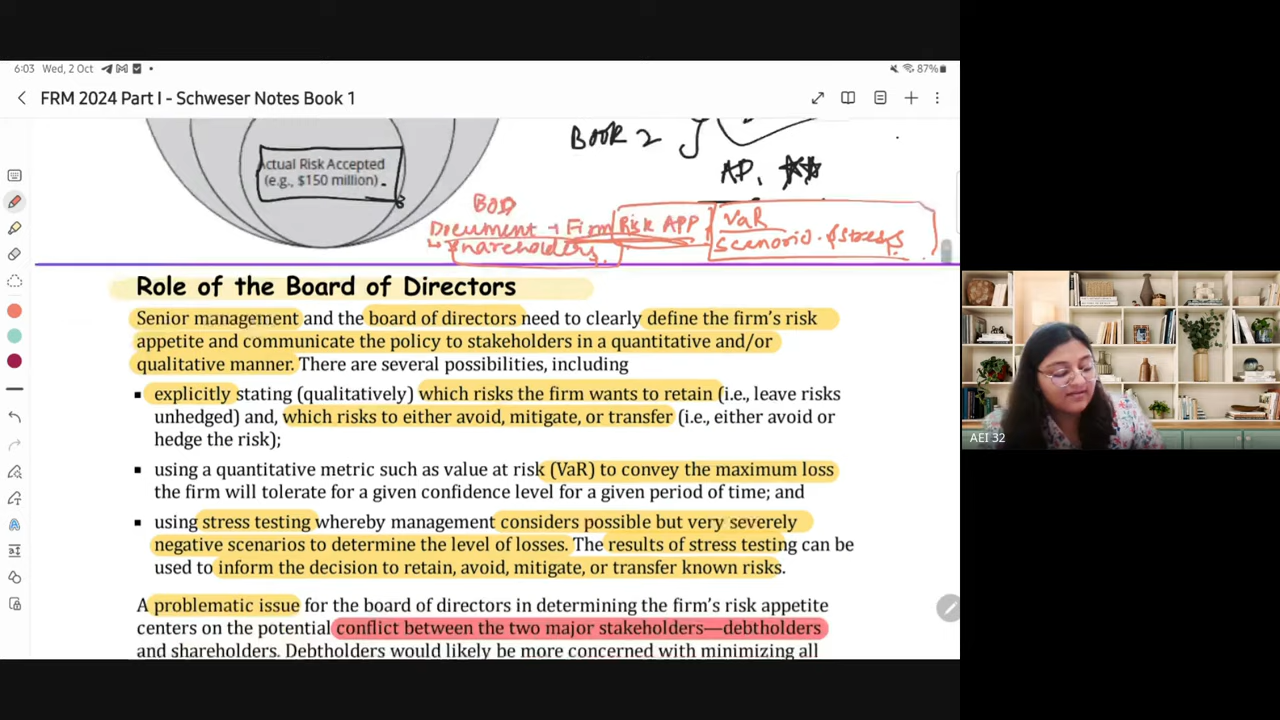 6:03 Wed, 2 Oct
87%
FRM 2024 Part I - Schweser Notes Book 1
BOOK 2
AP,
ctual Risk Accepted
(e.g., $150 million)
BOD
Document → Firm Risk APP VaR
Shareholders. Scenario. & Stress
Role of the Board of Directors
Senior management and the board of directors need to clearly define the firm's risk
appetite and communicate the policy to stakeholders in a quantitative and/or
qualitative manner. There are several possibilities, including
▪ explicitly stating (qualitatively) which risks the firm wants to retain (i.e., leave risks
unhedged) and, which risks to either avoid, mitigate, or transfer (i.e., either avoid or
hedge the risk);
▪ using a quantitative metric such as value at risk (VaR) to convey the maximum loss
the firm will tolerate for a given confidence level for a given period of time; and
▪ using stress testing whereby management considers possible but very severely
negative scenarios to determine the level of losses. The results of stress testing can be
used to inform the decision to retain, avoid, mitigate, or transfer known risks.
A problematic issue for the board of directors in determining the firm's risk appetite
centers on the potential conflict between the two major stakeholders—debtholders
and shareholders. Debtholders would likely be more concerned with minimizing all
AEI 32